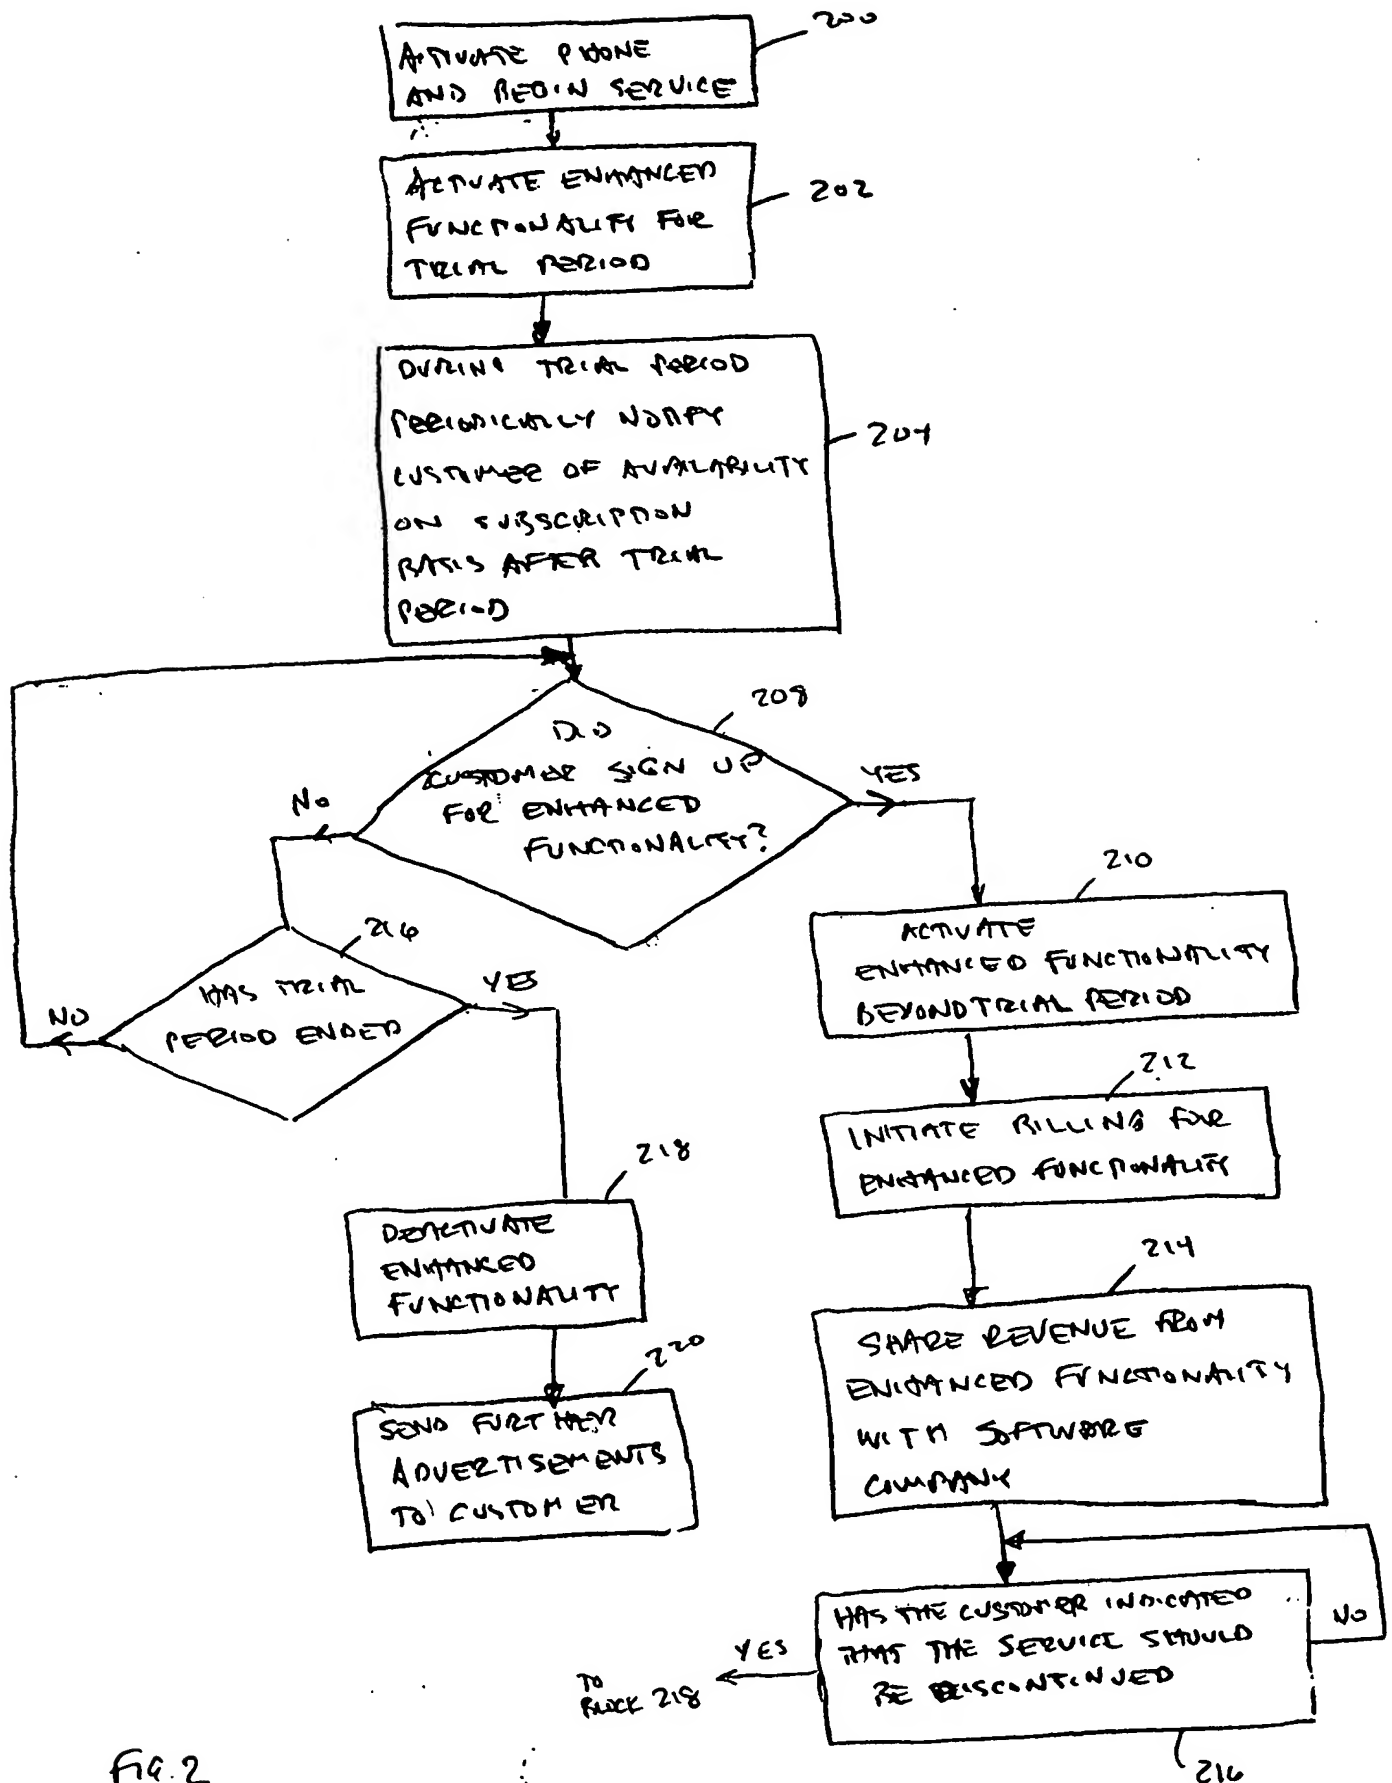 200
ACTIVATE PHONE
AND BEGIN SERVICE
ACTIVATE ENHANCED
FUNCTIONALITY FOR
TRIAL PERIOD
202
DURING TRIAL PERIOD
PERIODICALLY NOTIFY
CUSTOMER OF AVAILABILITY
ON SUBSCRIPTION
BASIS AFTER TRIAL
PERIOD
204
208
DID
CUSTOMER SIGN UP
FOR ENHANCED
FUNCTIONALITY?
NO
YES
216
HAS TRIAL
PERIOD ENDED
NO
YES
210
ACTIVATE
ENHANCED FUNCTIONALITY
BEYOND TRIAL PERIOD
212
INITIATE BILLING FOR
ENHANCED FUNCTIONALITY
218
DEACTIVATE
ENHANCED
FUNCTIONALITY
214
SHARE REVENUE FROM
ENHANCED FUNCTIONALITY
WITH SOFTWARE
COMPANY
220
SEND FURTHER
ADVERTISEMENTS
TO CUSTOMER
HAS THE CUSTOMER INDICATED
THAT THE SERVICE SHOULD
BE DISCONTINUED
NO
YES
TO
BLOCK 218
216
FIG. 2